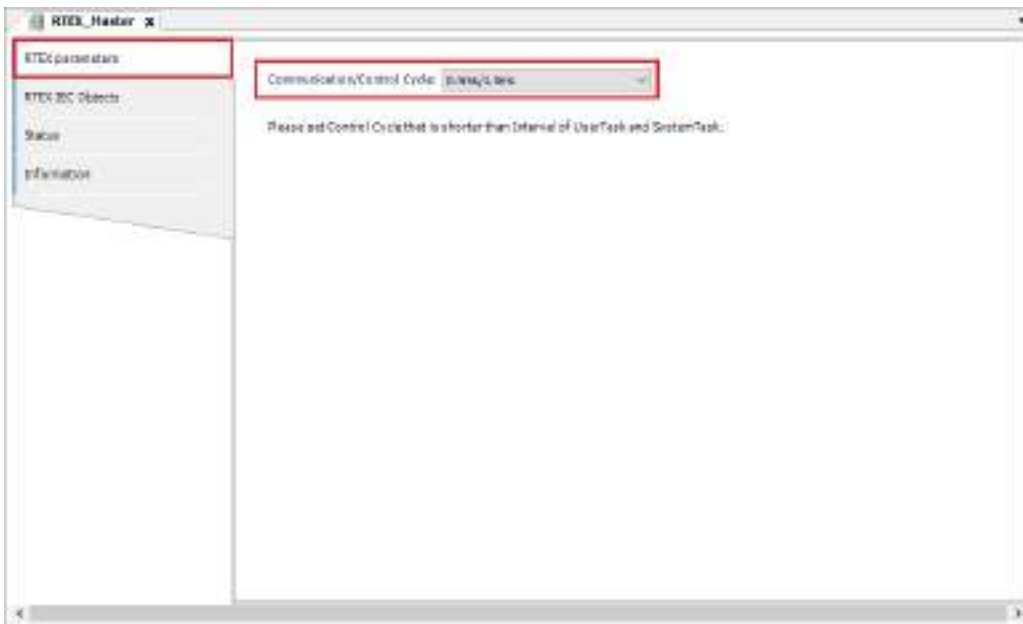 RTEX_Master x
RTEX parameters
Communication/Control Cycle:
RTEX IEC Objects
Please set Control Cycle that is shorter than Interval of UserTask and SystemTask.
Status
Information